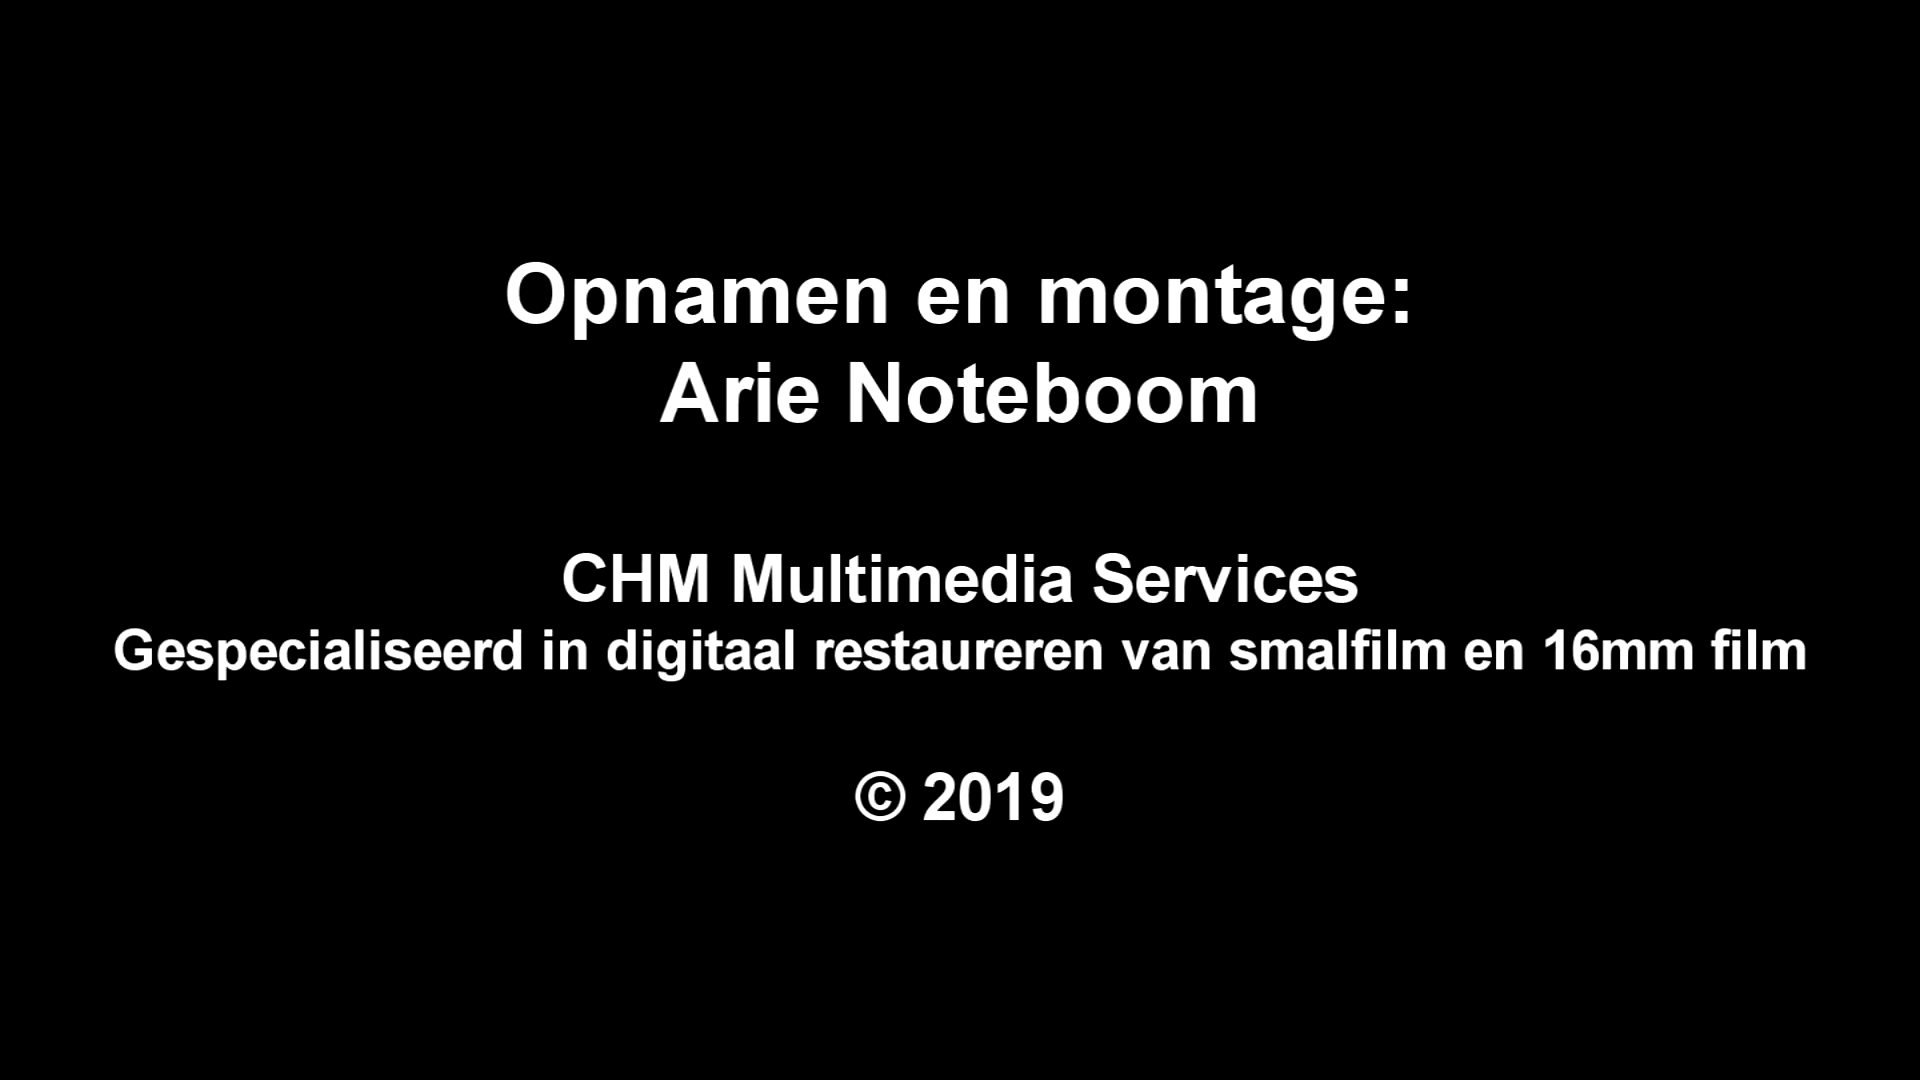 Opnamen en montage:
Arie Noteboom
CHM Multimedia Services
Gespecialiseerd in digitaal restaureren van smalfilm en 16mm film
© 2019